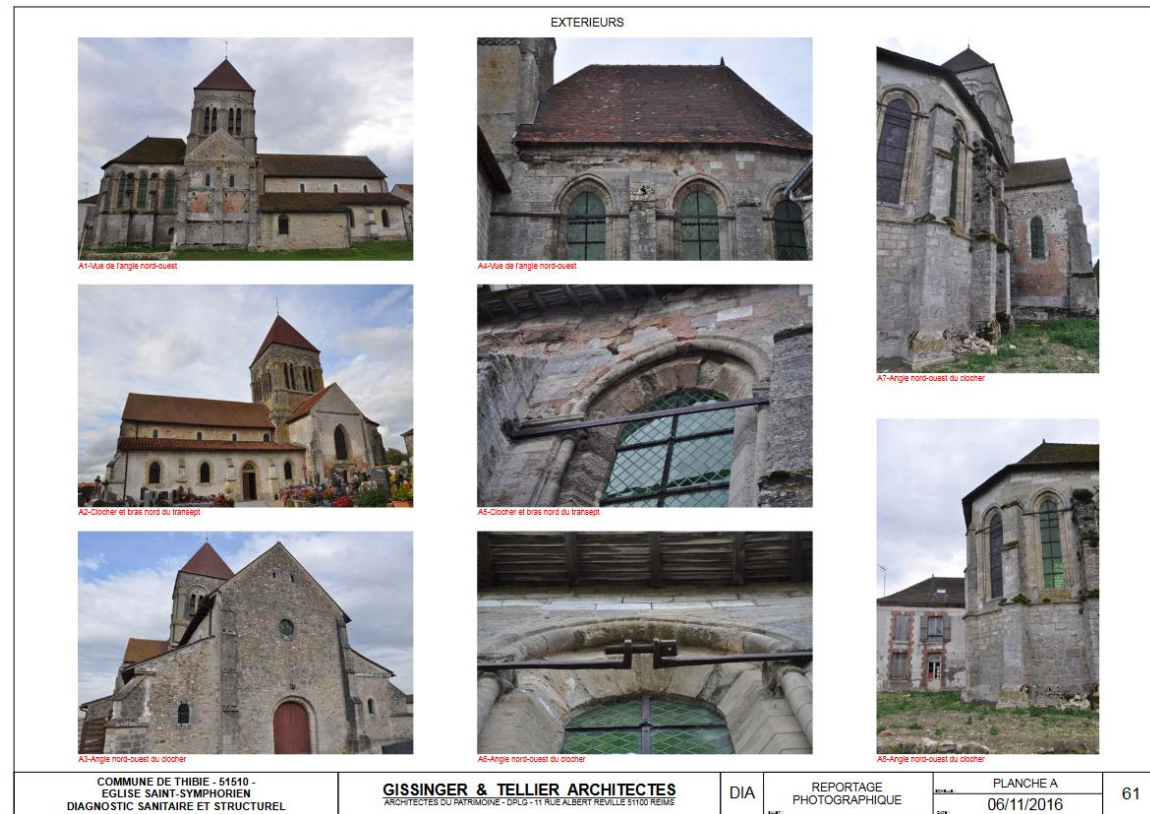 EXTERIEURS
A1-Vue de l'angle nord-ouest
A4-Vue de l'angle nord-ouest
A7-Angle nord-ouest du clocher
A2-Clocher et bras nord du transept
A5-Clocher et bras nord du transept
A3-Angle nord-ouest du clocher
A6-Angle nord-ouest du clocher
A8-Angle nord-ouest du clocher
COMMUNE DE THIBIE - 51510 -
EGLISE SAINT-SYMPHORIEN
DIAGNOSTIC SANITAIRE ET STRUCTUREL
GISSINGER & TELLIER ARCHITECTES
ARCHITECTES DU PATRIMOINE - DPLG - 11 RUE ALBERT REVILLE 51100 REIMS
DIA
REPORTAGE
PHOTOGRAPHIQUE
PLANCHE A
06/11/2016
61